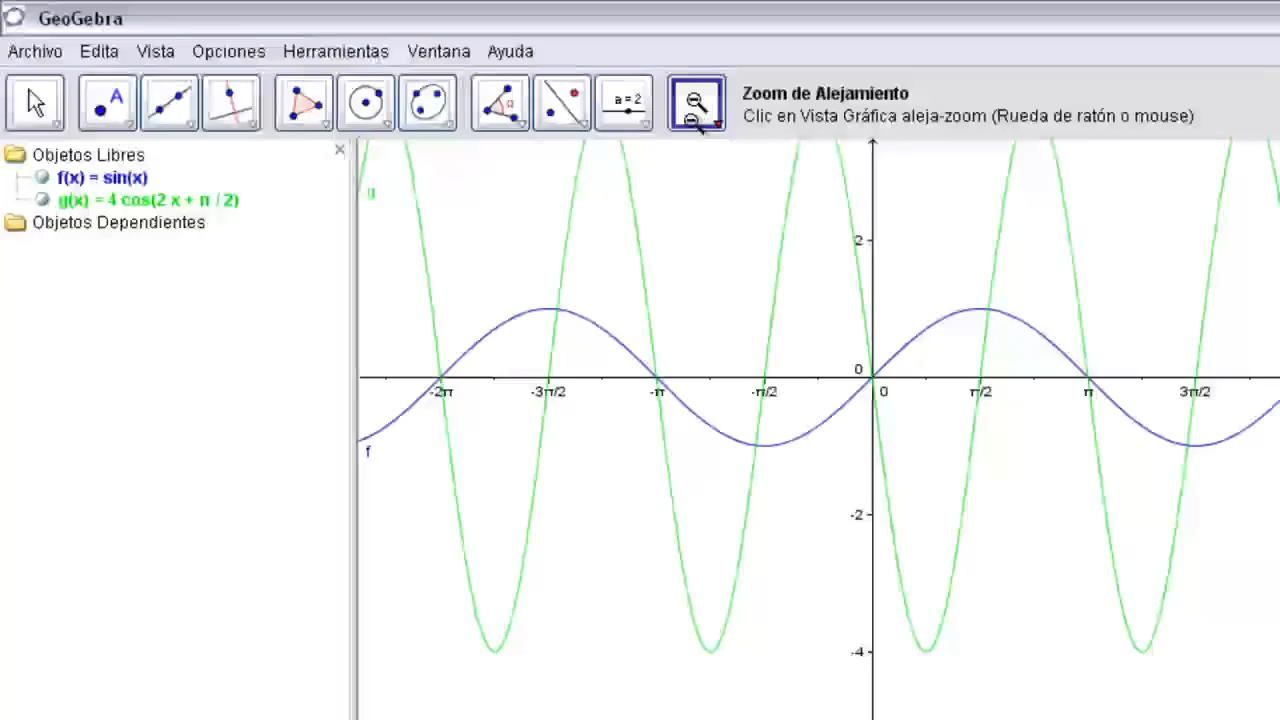 GeoGebra
Archivo Edita Vista Opciones Herramientas Ventana Ayuda
A
α
a = 2
Zoom de Alejamiento
Clic en Vista Gráfica aleja-zoom (Rueda de ratón o mouse)
Objetos Libres
f(x) = sin(x)
g(x) = 4 cos(2 x + π / 2)
Objetos Dependientes
g
2
0
-2π -3π/2 -π -π/2 0 π/2 π 3π/2
f
-2
-4